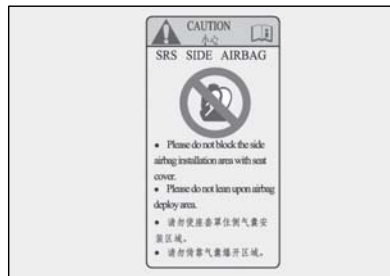 CAUTION
小心
SRS SIDE AIRBAG
• Please do not block the side
airbag installation area with seat
cover.
• Please do not lean upon airbag
deploy area.
• 请勿使座套罩住侧气囊安
装区域。
• 请勿倚靠气囊爆开区域。